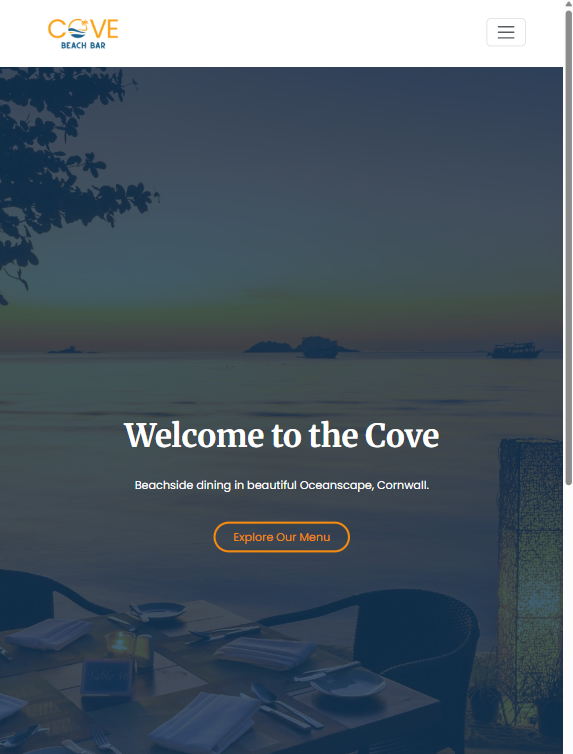 COVE
BEACH BAR
Welcome to the Cove
Beachside dining in beautiful Oceanscape, Cornwall.
Explore Our Menu